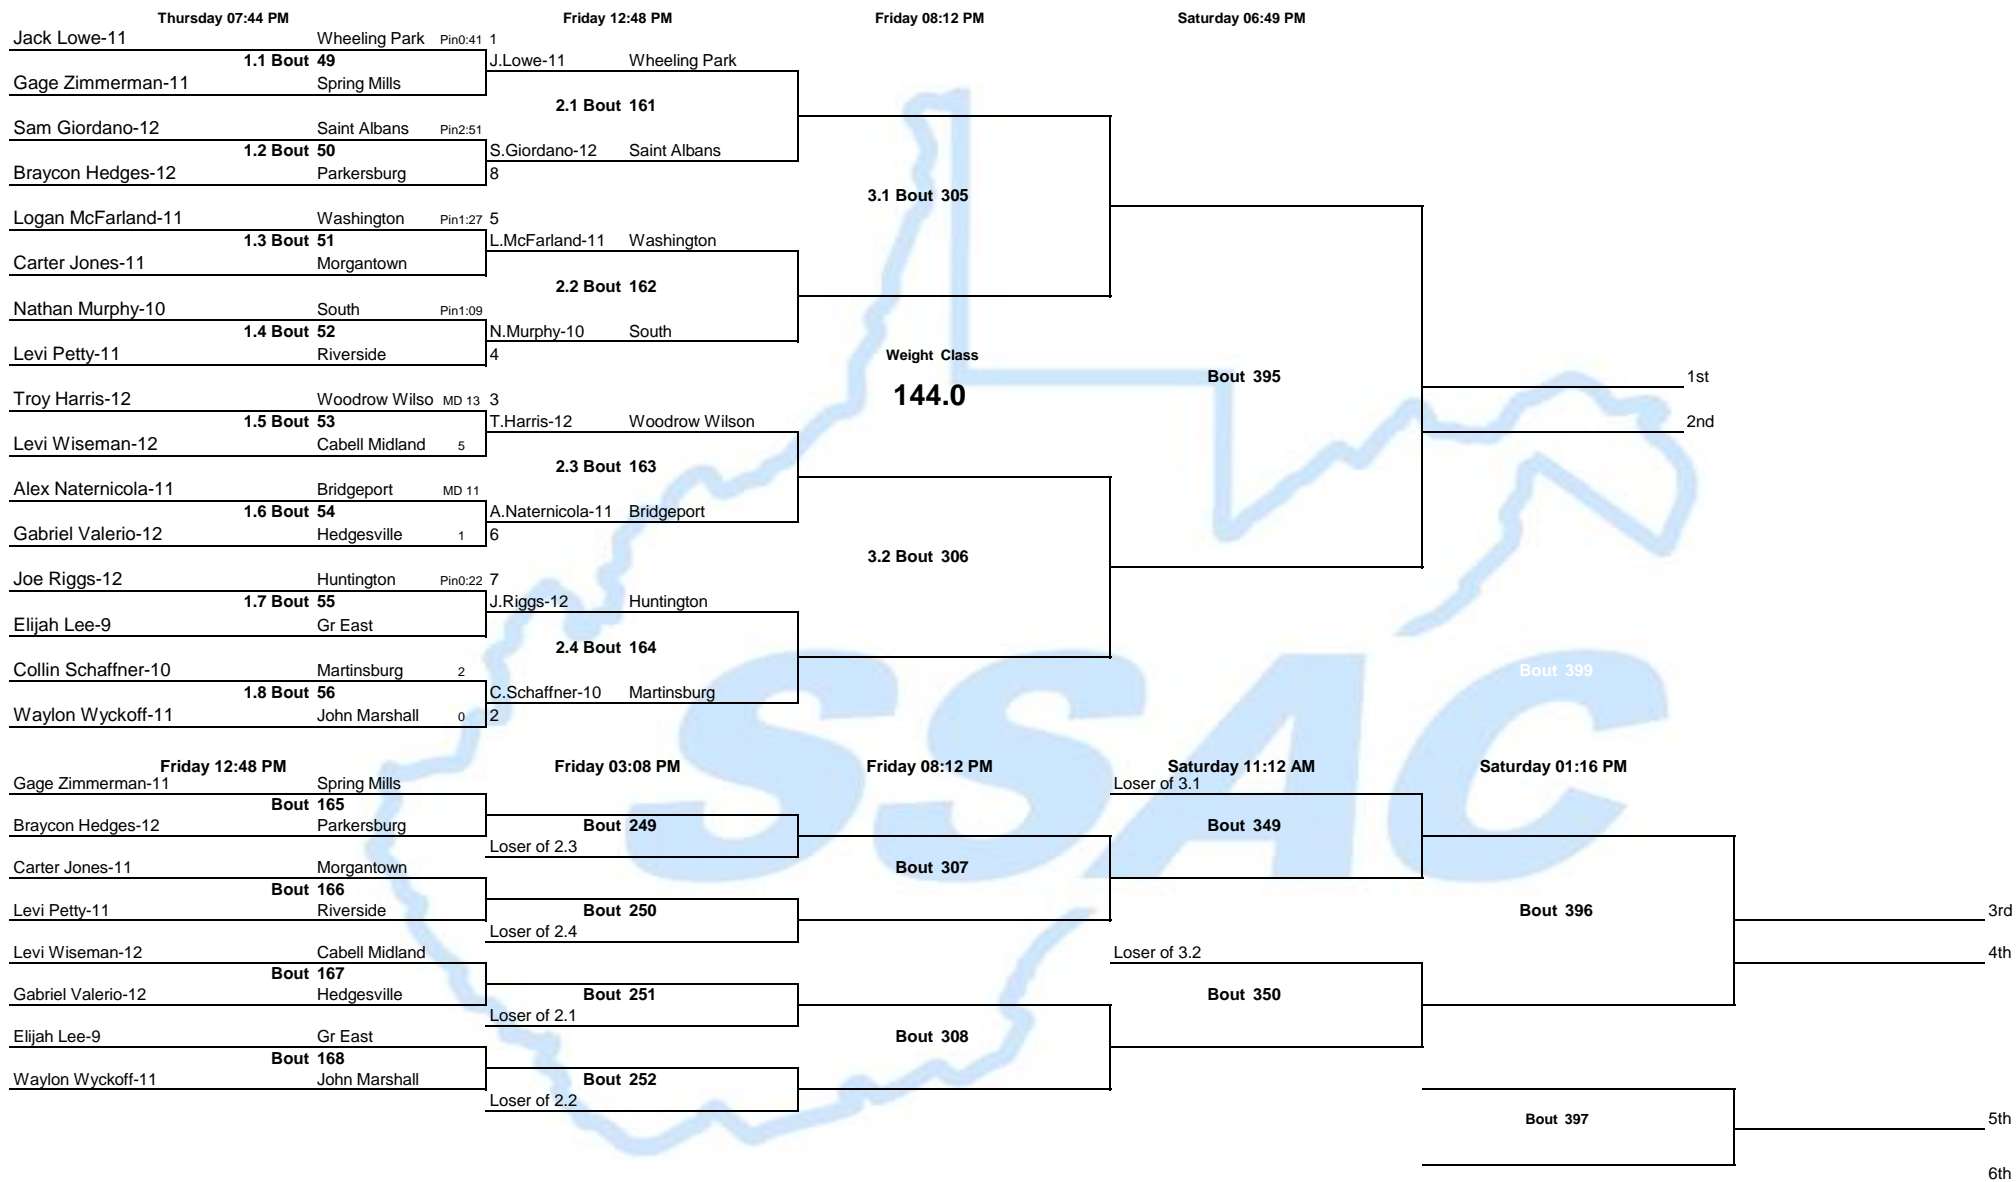 Thursday 07:44 PM Friday 12:48 PM Friday 08:12 PM Saturday 06:49 PM
Jack Lowe-11 Wheeling Park Pin0:41 1
1.1 Bout 49 J.Lowe-11 Wheeling Park
Gage Zimmerman-11 Spring Mills
2.1 Bout 161
Sam Giordano-12 Saint Albans Pin2:51
1.2 Bout 50 S.Giordano-12 Saint Albans
Braycon Hedges-12 Parkersburg 8
3.1 Bout 305
Logan McFarland-11 Washington Pin1:27 5
1.3 Bout 51 L.McFarland-11 Washington
Carter Jones-11 Morgantown
2.2 Bout 162
Nathan Murphy-10 South Pin1:09
1.4 Bout 52 N.Murphy-10 South
Levi Petty-11 Riverside 4 Weight Class
Bout 395 1st
144.0
Troy Harris-12 Woodrow Wilso MD 13 3
1.5 Bout 53 T.Harris-12 Woodrow Wilson 2nd
Levi Wiseman-12 Cabell Midland 5
2.3 Bout 163
Alex Naternicola-11 Bridgeport MD 11
1.6 Bout 54 A.Naternicola-11 Bridgeport
Gabriel Valerio-12 Hedgesville 1 6
3.2 Bout 306
Joe Riggs-12 Huntington Pin0:22 7
1.7 Bout 55 J.Riggs-12 Huntington
Elijah Lee-9 Gr East
2.4 Bout 164
Collin Schaffner-10 Martinsburg 2 Bout 399
1.8 Bout 56 C.Schaffner-10 Martinsburg
Waylon Wyckoff-11 John Marshall 0 2
SSAC
Friday 12:48 PM Friday 03:08 PM Friday 08:12 PM Saturday 11:12 AM Saturday 01:16 PM
Gage Zimmerman-11 Spring Mills Loser of 3.1
Bout 165
Braycon Hedges-12 Parkersburg Bout 249 Bout 349
Loser of 2.3
Carter Jones-11 Morgantown Bout 307
Bout 166
Levi Petty-11 Riverside Bout 250 Bout 396 3rd
Loser of 2.4
Levi Wiseman-12 Cabell Midland Loser of 3.2 4th
Bout 167
Gabriel Valerio-12 Hedgesville Bout 251 Bout 350
Loser of 2.1
Elijah Lee-9 Gr East Bout 308
Bout 168
Waylon Wyckoff-11 John Marshall Bout 252
Loser of 2.2
Bout 397 5th
6th